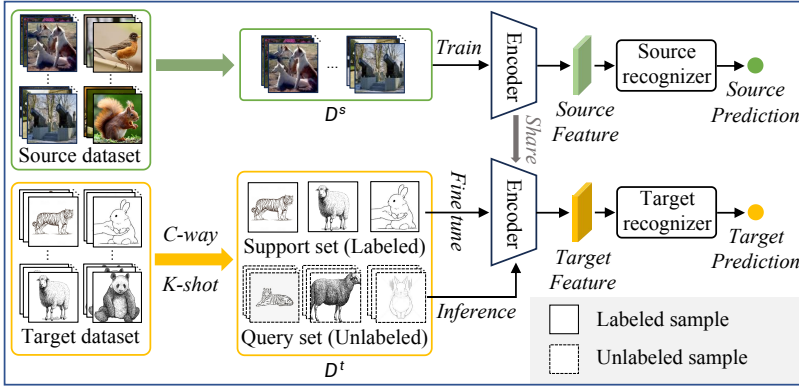 Source dataset
D^s
...
Train
Encoder
Source
Feature
Source
recognizer
Source
Prediction
Share
Target dataset
C-way
K-shot
Support set (Labeled)
Query set (Unlabeled)
D^t
Fine tune
Inference
Encoder
Target
Feature
Target
recognizer
Target
Prediction
Labeled sample
Unlabeled sample